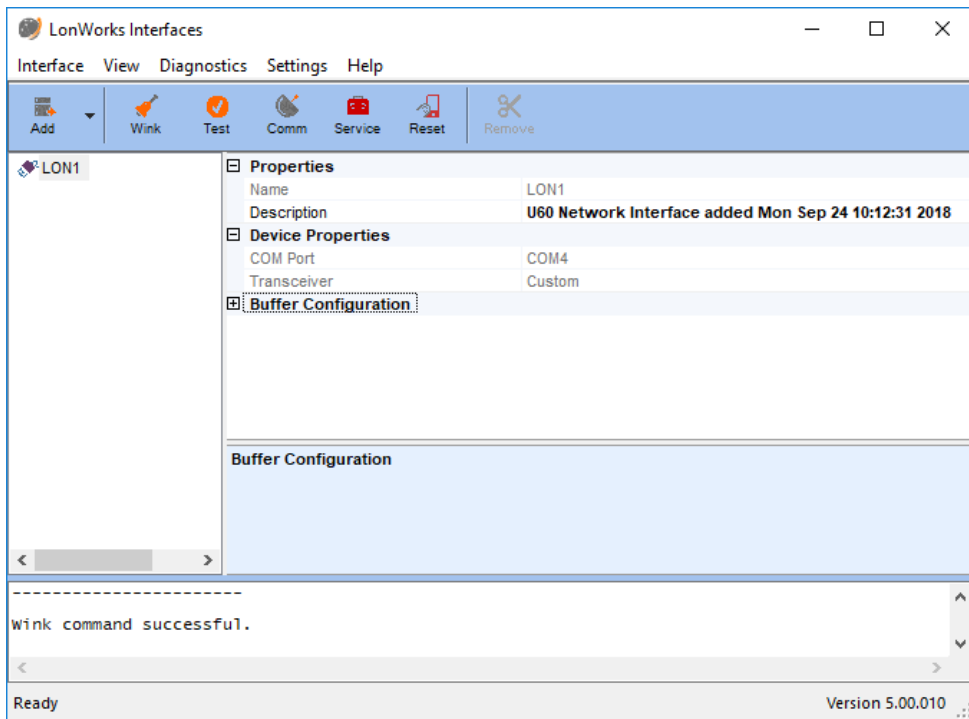 LonWorks Interfaces
Interface View Diagnostics Settings Help
Add Wink Test Comm Service Reset Remove
LON1
Properties
Name LON1
Description U60 Network Interface added Mon Sep 24 10:12:31 2018
Device Properties
COM Port COM4
Transceiver Custom
Buffer Configuration
Buffer Configuration
-----------------------
Wink command successful.
Ready Version 5.00.010